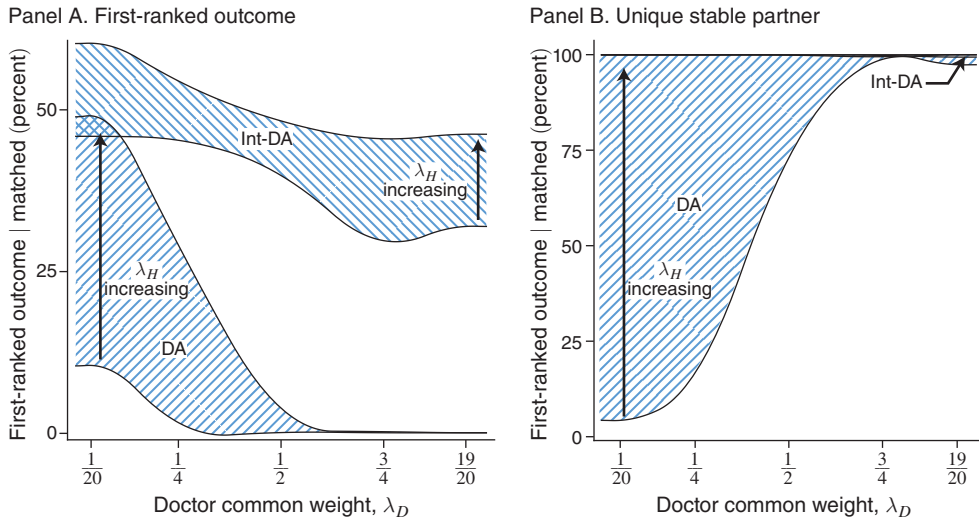 Panel A. First-ranked outcome
First-ranked outcome | matched (percent)
50
25
0
Int-DA
λ_H
increasing
λ_H
increasing
DA
1/20
1/4
1/2
3/4
19/20
Doctor common weight, λ_D
Panel B. Unique stable partner
First-ranked outcome | matched (percent)
100
75
50
25
0
Int-DA
DA
λ_H
increasing
1/20
1/4
1/2
3/4
19/20
Doctor common weight, λ_D